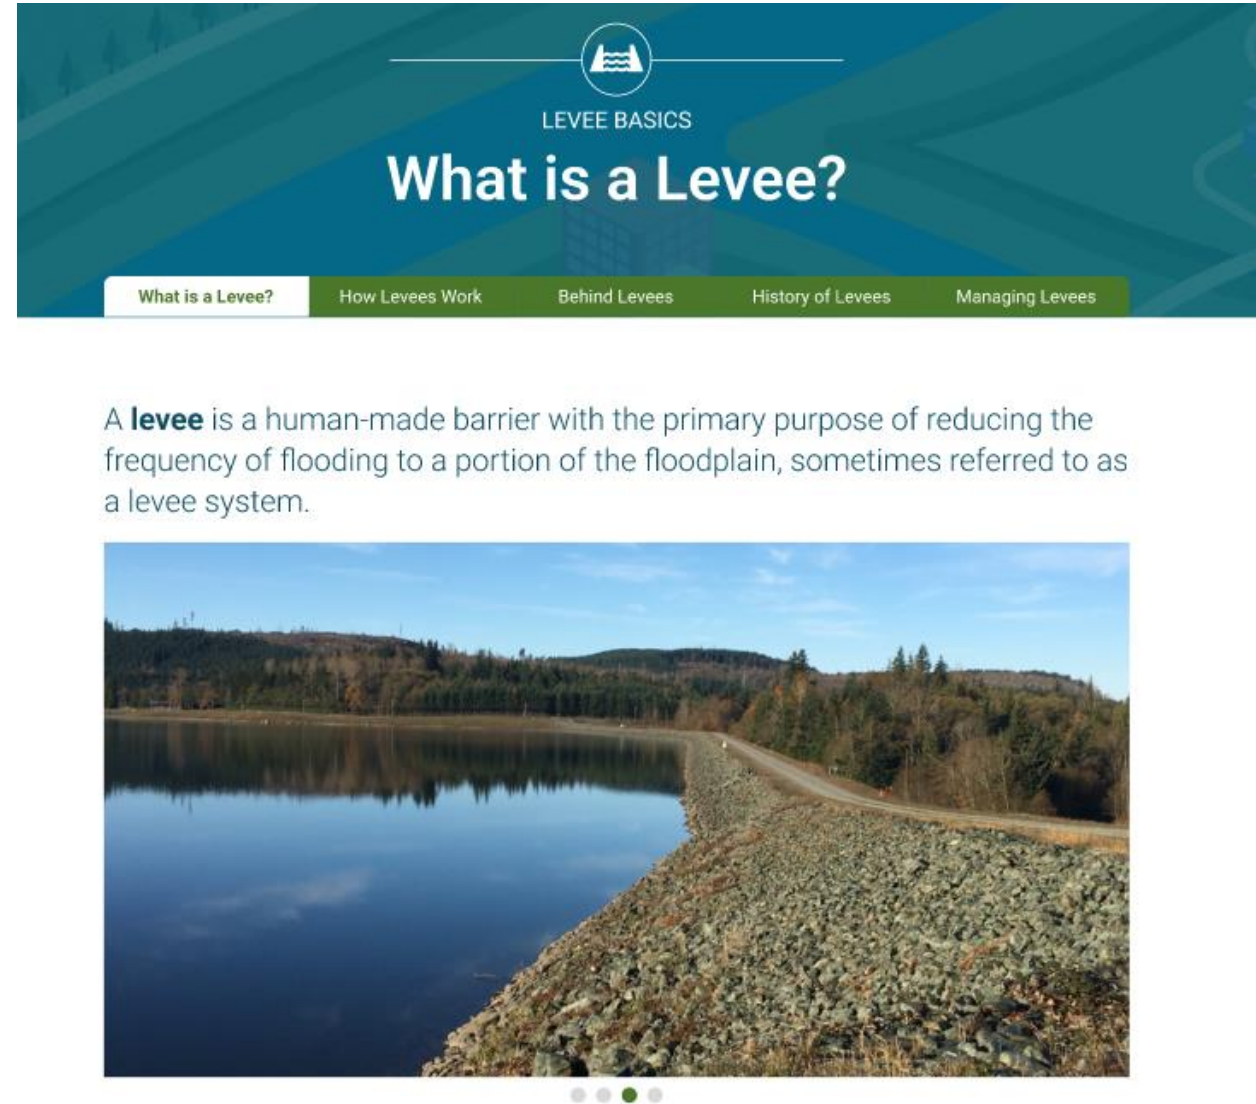 LEVEE BASICS
What is a Levee?
What is a Levee?
How Levees Work
Behind Levees
History of Levees
Managing Levees
A levee is a human-made barrier with the primary purpose of reducing the
frequency of flooding to a portion of the floodplain, sometimes referred to as
a levee system.